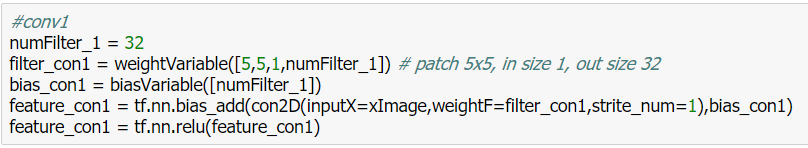 #conv1
numFilter_1 = 32
filter_con1 = weightVariable([5,5,1,numFilter_1]) # patch 5x5, in size 1, out size 32
bias_con1 = biasVariable([numFilter_1])
feature_con1 = tf.nn.bias_add(con2D(inputX=xImage,weightF=filter_con1,strite_num=1),bias_con1)
feature_con1 = tf.nn.relu(feature_con1)